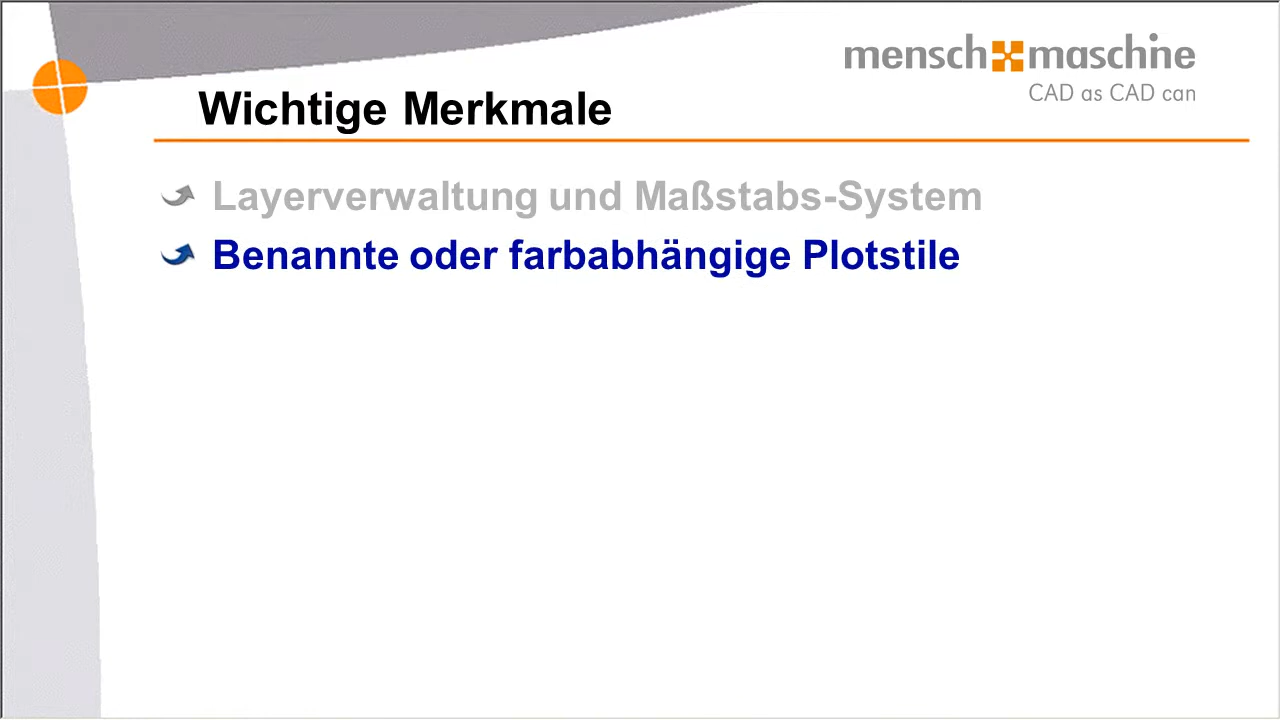 mensch maschine
CAD as CAD can
Wichtige Merkmale
Layerverwaltung und Maßstabs-System
Benannte oder farbabhängige Plotstile